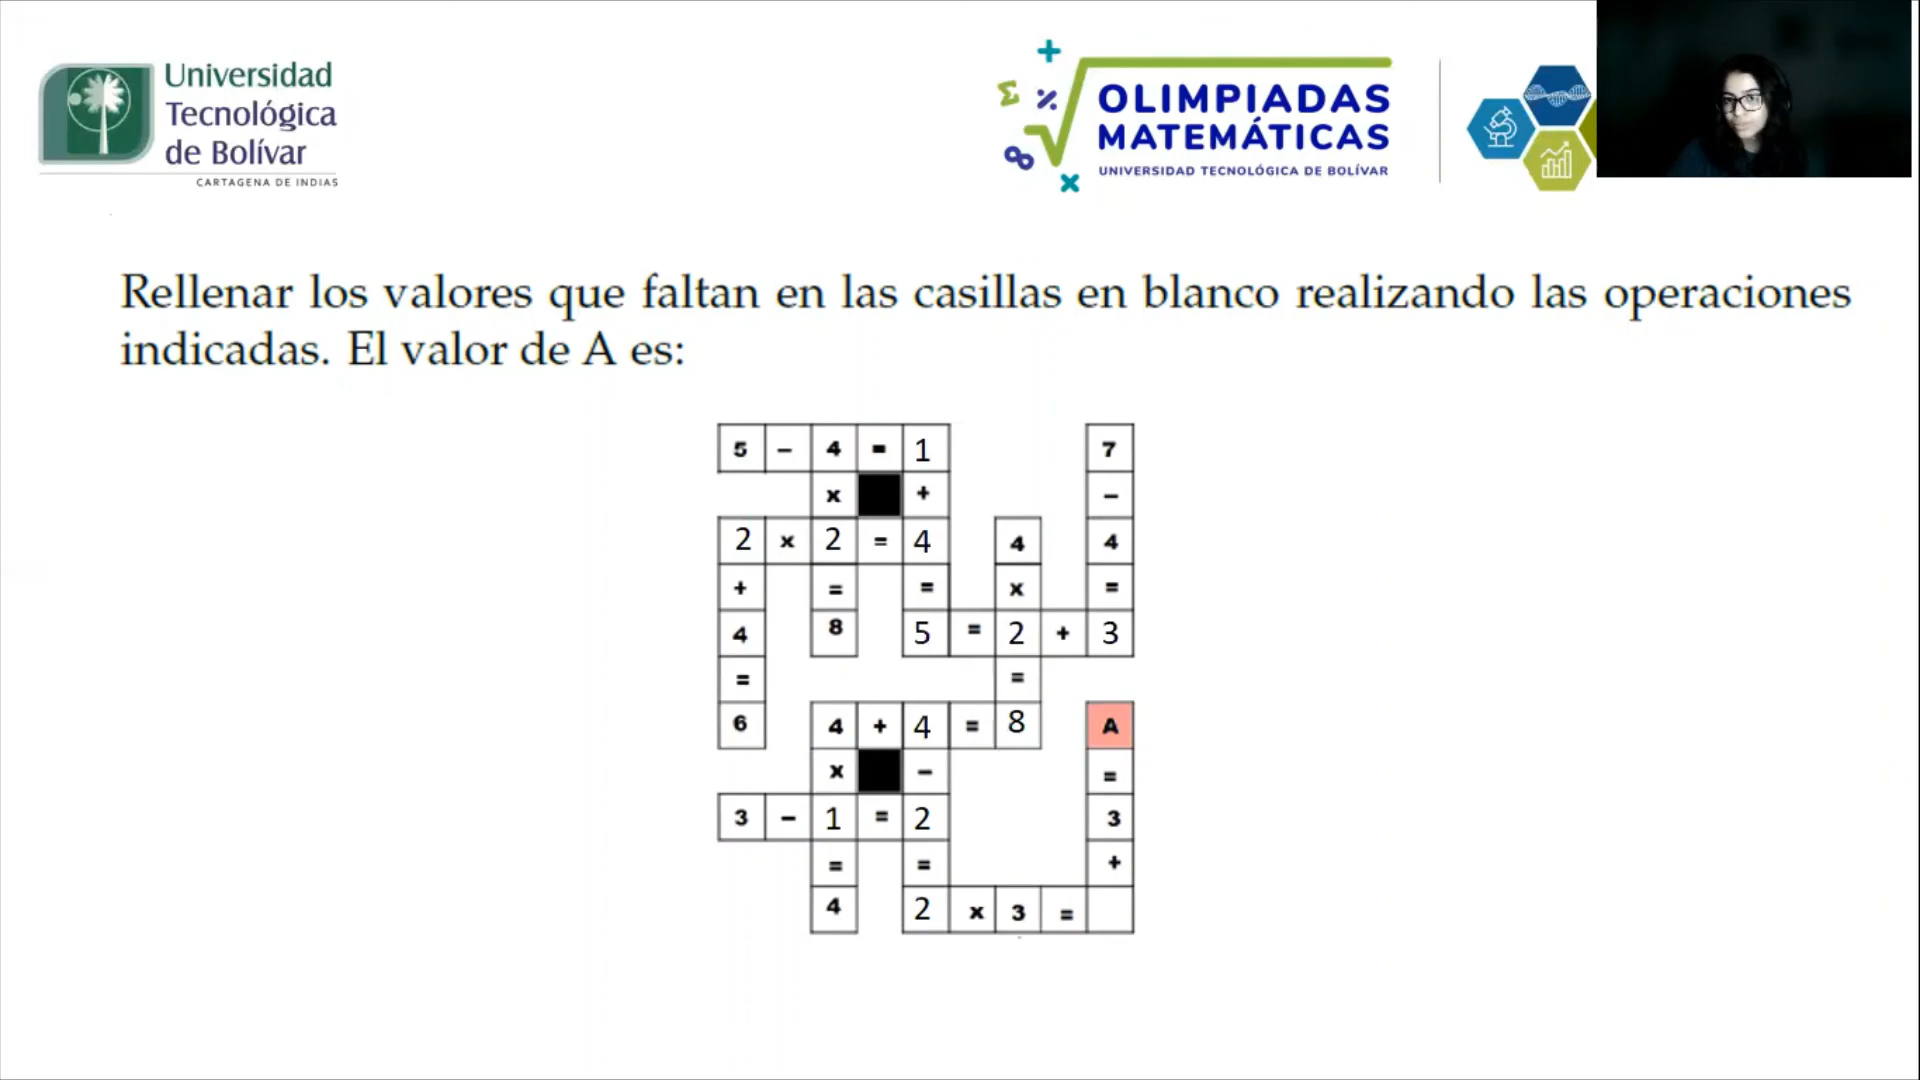 Universidad
Tecnológica
de Bolívar
CARTAGENA DE INDIAS
OLIMPIADAS
MATEMÁTICAS
UNIVERSIDAD TECNOLÓGICA DE BOLÍVAR
Rellenar los valores que faltan en las casillas en blanco realizando las operaciones
indicadas. El valor de A es:
5 - 4 = 1 7
x + -
2 x 2 = 4 4 4
+ = = x =
4 8 5 = 2 + 3
= =
6 4 + 4 = 8 A
x - =
3 - 1 = 2 3
= = +
4 2 x 3 =